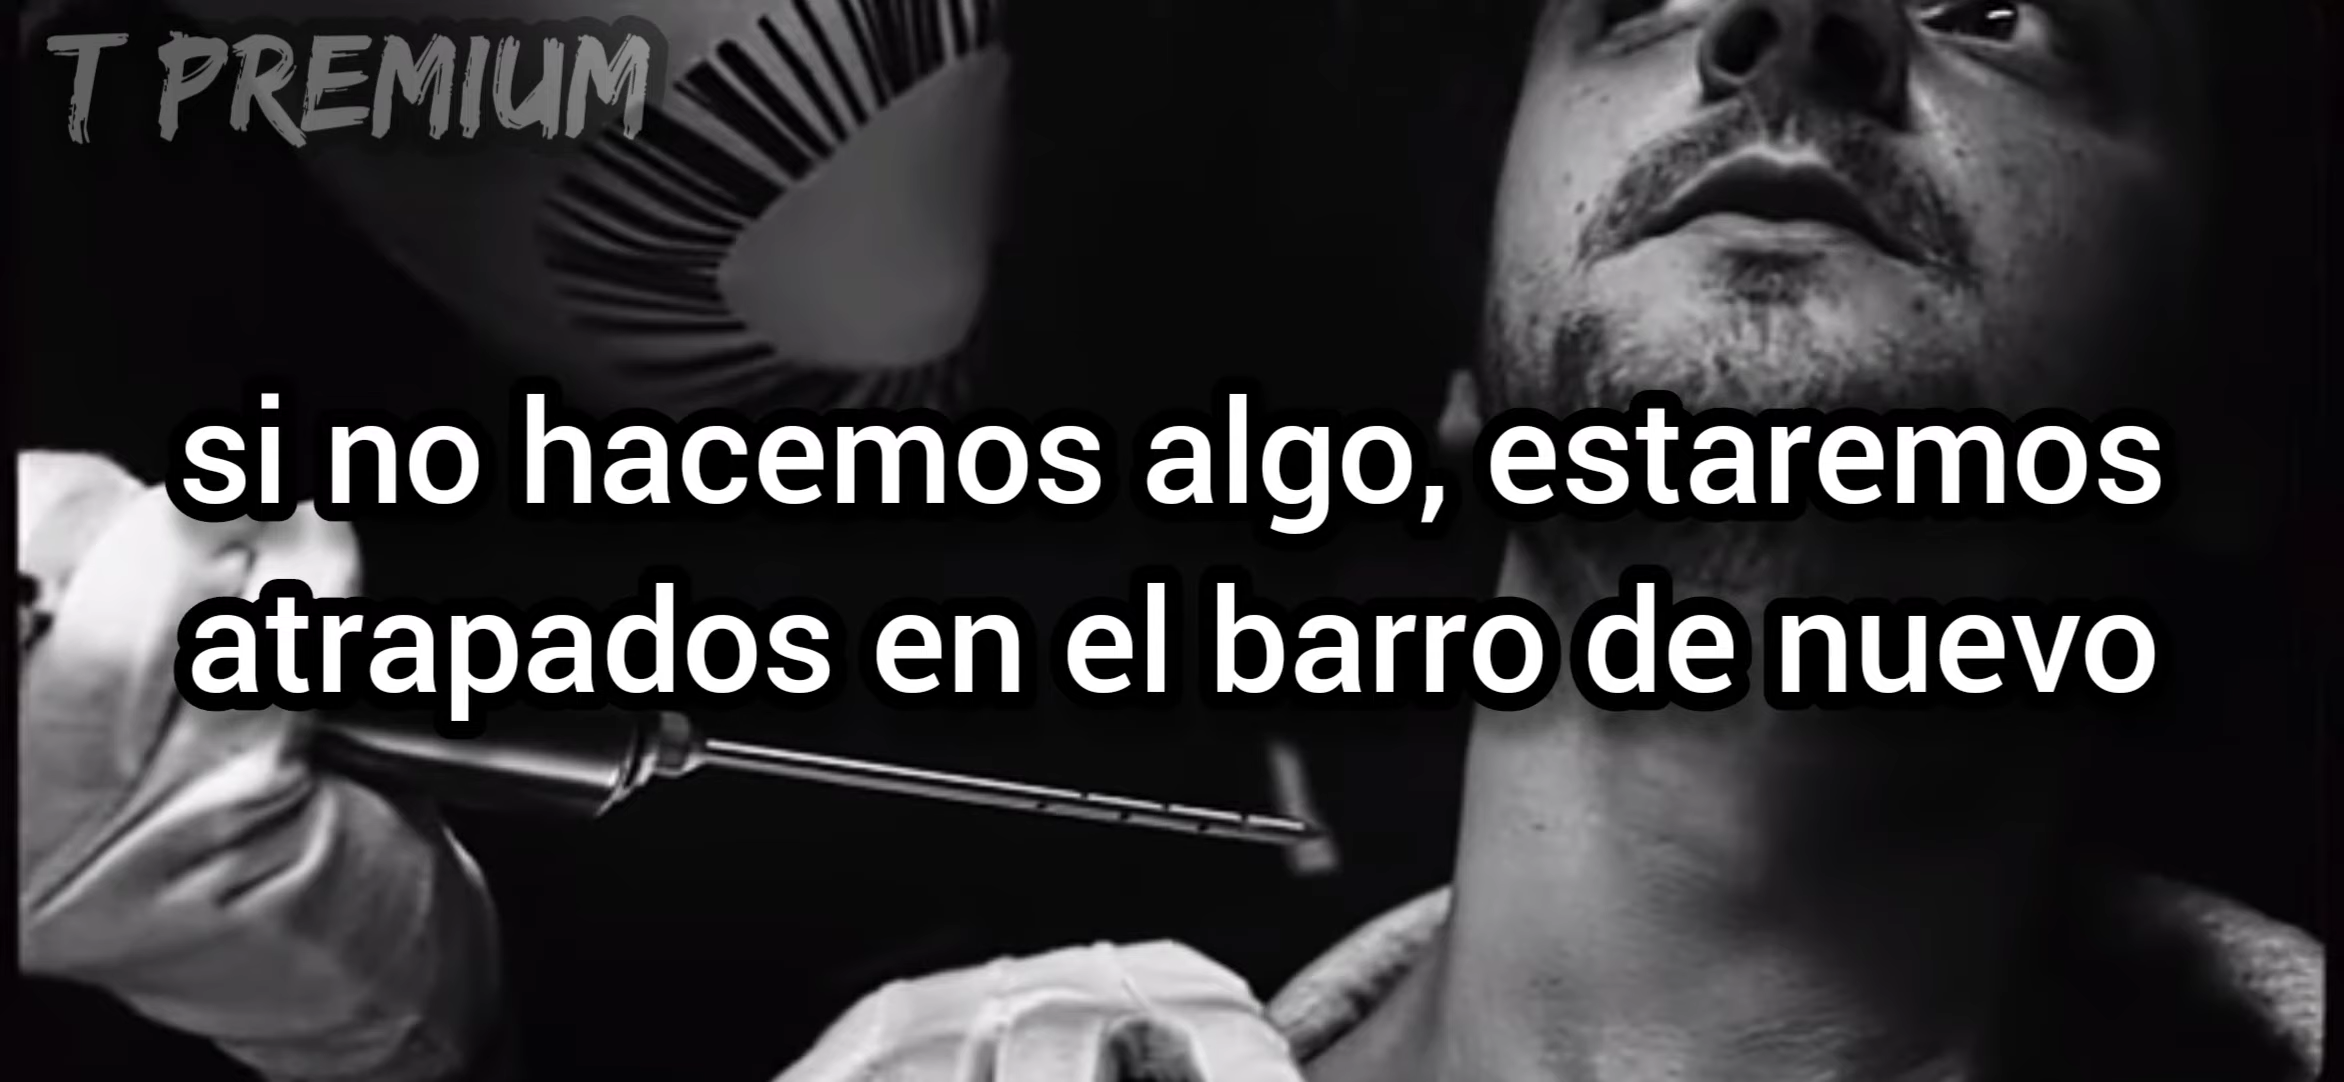 T PREMIUM
si no hacemos algo, estaremos
atrapados en el barro de nuevo